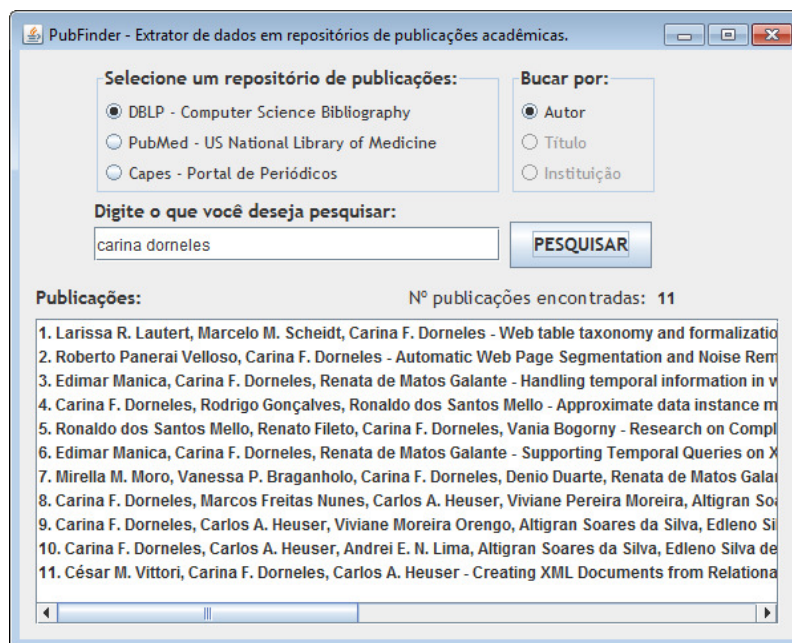 PubFinder - Extrator de dados em repositórios de publicações acadêmicas.
Selecione um repositório de publicações:
DBLP - Computer Science Bibliography
PubMed - US National Library of Medicine
Capes - Portal de Periódicos
Bucar por:
Autor
Título
Instituição
Digite o que você deseja pesquisar:
carina dorneles
PESQUISAR
Publicações:
Nº publicações encontradas: 11
1. Larissa R. Lautert, Marcelo M. Scheidt, Carina F. Dorneles - Web table taxonomy and formalizatio
2. Roberto Panerai Velloso, Carina F. Dorneles - Automatic Web Page Segmentation and Noise Rem
3. Edimar Manica, Carina F. Dorneles, Renata de Matos Galante - Handling temporal information in w
4. Carina F. Dorneles, Rodrigo Gonçalves, Ronaldo dos Santos Mello - Approximate data instance m
5. Ronaldo dos Santos Mello, Renato Fileto, Carina F. Dorneles, Vania Bogorny - Research on Compl
6. Edimar Manica, Carina F. Dorneles, Renata de Matos Galante - Supporting Temporal Queries on X
7. Mirella M. Moro, Vanessa P. Braganholo, Carina F. Dorneles, Denio Duarte, Renata de Matos Galan
8. Carina F. Dorneles, Marcos Freitas Nunes, Carlos A. Heuser, Viviane Pereira Moreira, Altigran Soa
9. Carina F. Dorneles, Carlos A. Heuser, Viviane Moreira Orengo, Altigran Soares da Silva, Edleno Sil
10. Carina F. Dorneles, Carlos A. Heuser, Andrei E. N. Lima, Altigran Soares da Silva, Edleno Silva de
11. César M. Vittori, Carina F. Dorneles, Carlos A. Heuser - Creating XML Documents from Relationa